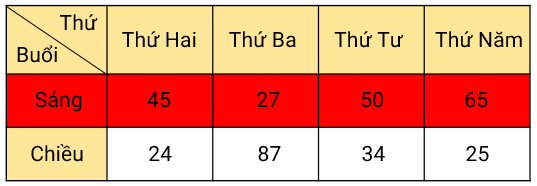 Thứ
Buổi
Thứ Hai Thứ Ba Thứ Tư Thứ Năm
Sáng 45 27 50 65
Chiều 24 87 34 25